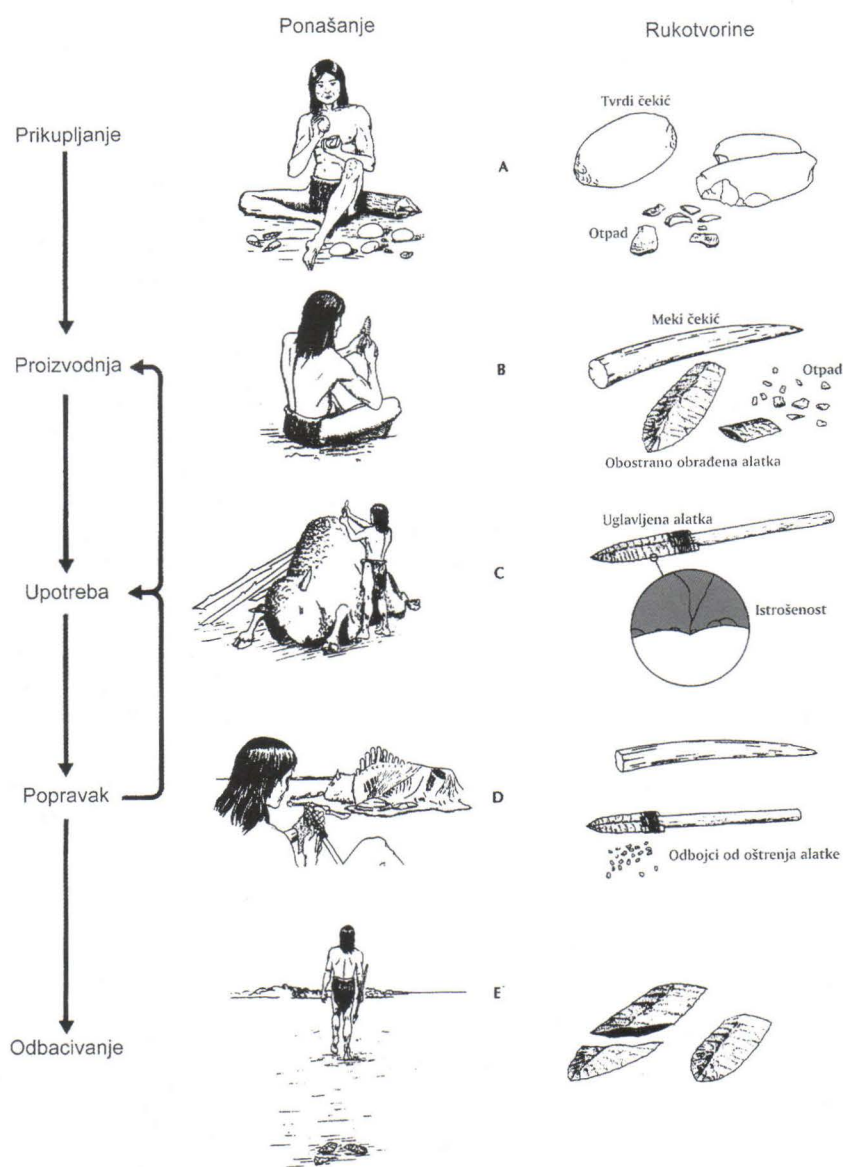 Ponašanje
Rukotvorine
Prikupljanje
A
Tvrdi čekić
Otpad
Proizvodnja
B
Meki čekić
Otpad
Obostrano obrađena alatka
Upotreba
C
Uglavljena alatka
Istrošenost
Popravak
D
Odbojci od oštrenja alatke
Odbacivanje
E